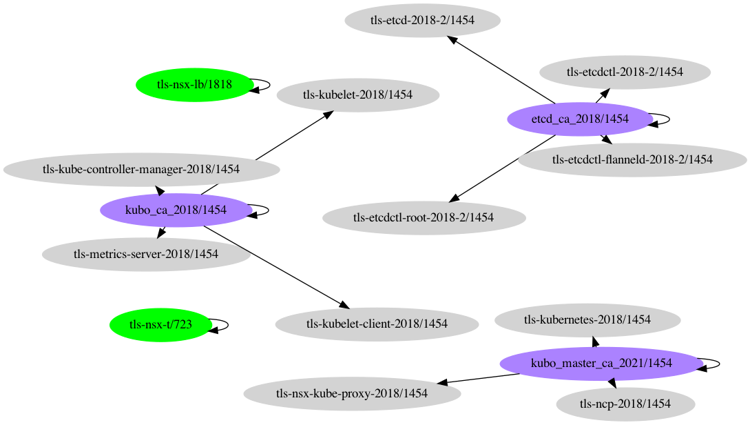 tls-etcd-2018-2/1454
tls-etcdctl-2018-2/1454
tls-nsx-lb/1818
tls-kubelet-2018/1454
etcd_ca_2018/1454
tls-etcdctl-flanneld-2018-2/1454
tls-kube-controller-manager-2018/1454
kubo_ca_2018/1454
tls-etcdctl-root-2018-2/1454
tls-metrics-server-2018/1454
tls-nsx-t/723
tls-kubelet-client-2018/1454
tls-kubernetes-2018/1454
kubo_master_ca_2021/1454
tls-nsx-kube-proxy-2018/1454
tls-ncp-2018/1454